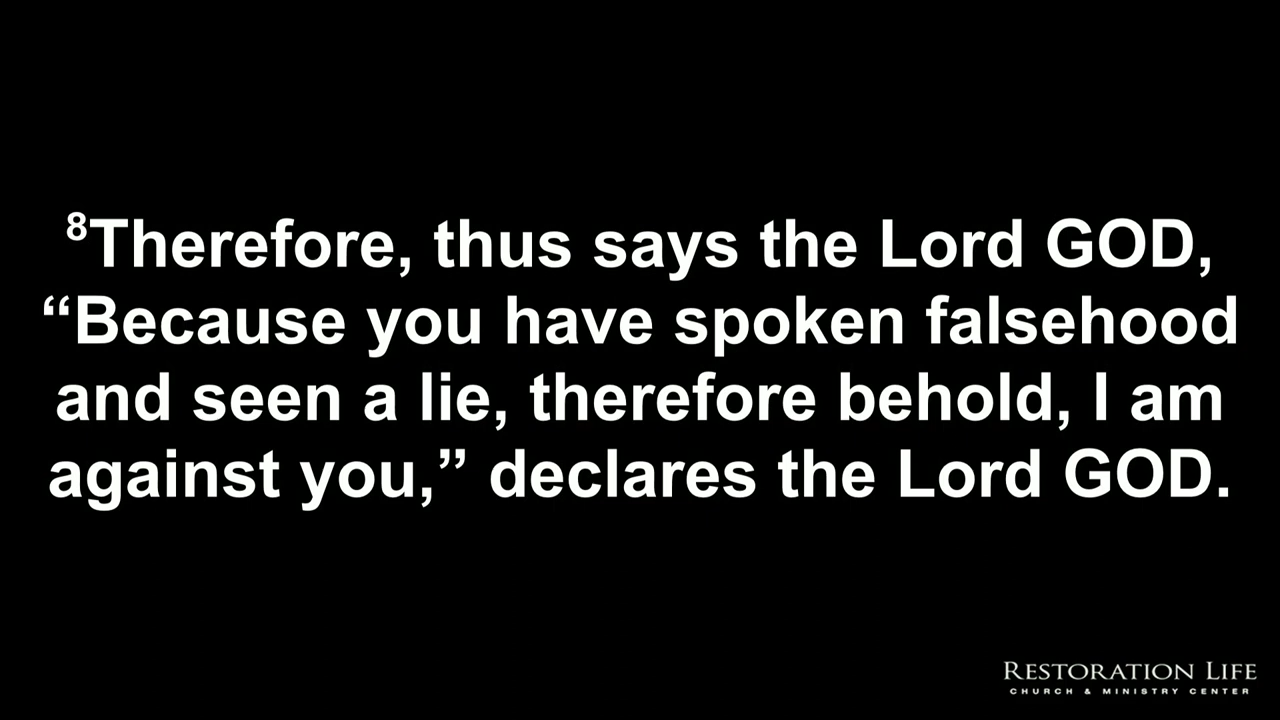 ⁸Therefore, thus says the Lord GOD,
“Because you have spoken falsehood
and seen a lie, therefore behold, I am
against you,” declares the Lord GOD.
RESTORATION LIFE
CHURCH & MINISTRY CENTER